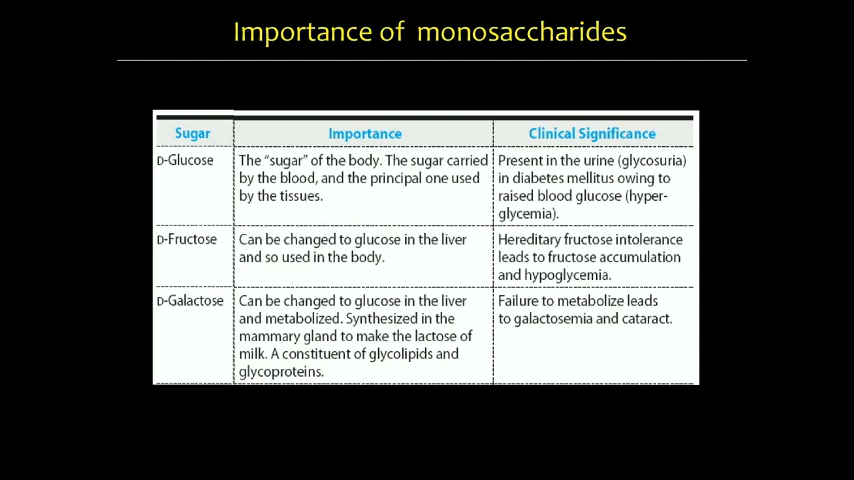 Importance of monosaccharides
Sugar Importance Clinical Significance
D-Glucose
The “sugar” of the body. The sugar carried
by the blood, and the principal one used
by the tissues.
Present in the urine (glycosuria)
in diabetes mellitus owing to
raised blood glucose (hyper-
glycemia).
D-Fructose
Can be changed to glucose in the liver
and so used in the body.
Hereditary fructose intolerance
leads to fructose accumulation
and hypoglycemia.
D-Galactose
Can be changed to glucose in the liver
and metabolized. Synthesized in the
mammary gland to make the lactose of
milk. A constituent of glycolipids and
glycoproteins.
Failure to metabolize leads
to galactosemia and cataract.